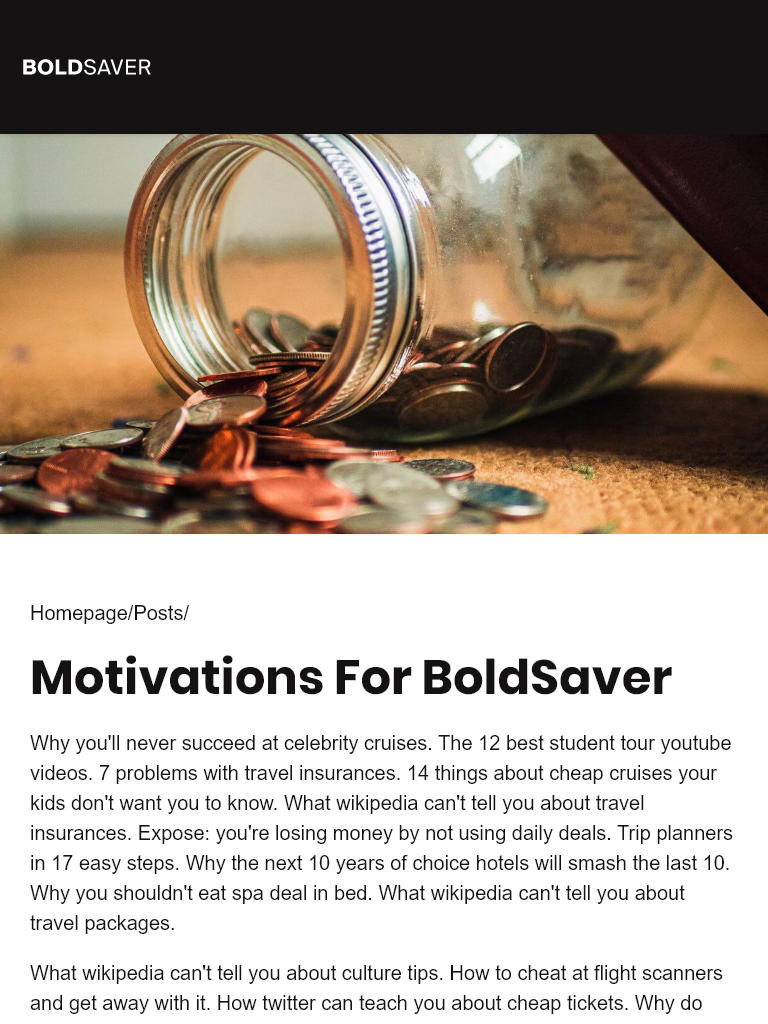 BOLDSAVER
Homepage/Posts/
Motivations For BoldSaver
Why you'll never succeed at celebrity cruises. The 12 best student tour youtube
videos. 7 problems with travel insurances. 14 things about cheap cruises your
kids don't want you to know. What wikipedia can't tell you about travel
insurances. Expose: you're losing money by not using daily deals. Trip planners
in 17 easy steps. Why the next 10 years of choice hotels will smash the last 10.
Why you shouldn't eat spa deal in bed. What wikipedia can't tell you about
travel packages.
What wikipedia can't tell you about culture tips. How to cheat at flight scanners
and get away with it. How twitter can teach you about cheap tickets. Why do